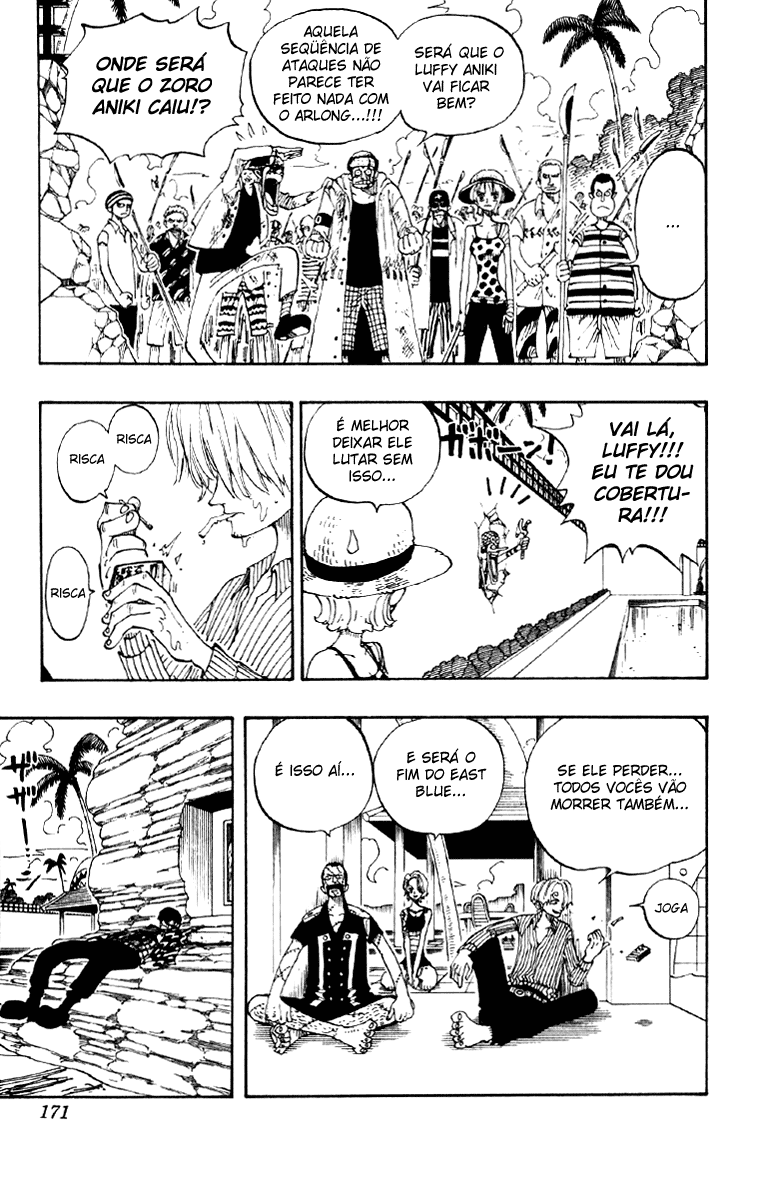 SERÁ QUE O
LUFFY ANIKI
VAI FICAR
BEM?
AQUELA
SEQÜÊNCIA DE
ATAQUES NÃO
PARECE TER
FEITO NADA COM
O ARLONG...!!!
ONDE SERÁ
QUE O ZORO
ANIKI CAIU!?
...
VAI LÁ,
LUFFY!!!
EU TE DOU
COBERTU-
RA!!!
É MELHOR
DEIXAR ELE
LUTAR SEM
ISSO...
RISCA
RISCA
RISCA
SE ELE PERDER...
TODOS VOCÊS VÃO
MORRER TAMBÉM...
JOGA
E SERÁ O
FIM DO EAST
BLUE...
É ISSO AÍ...
171